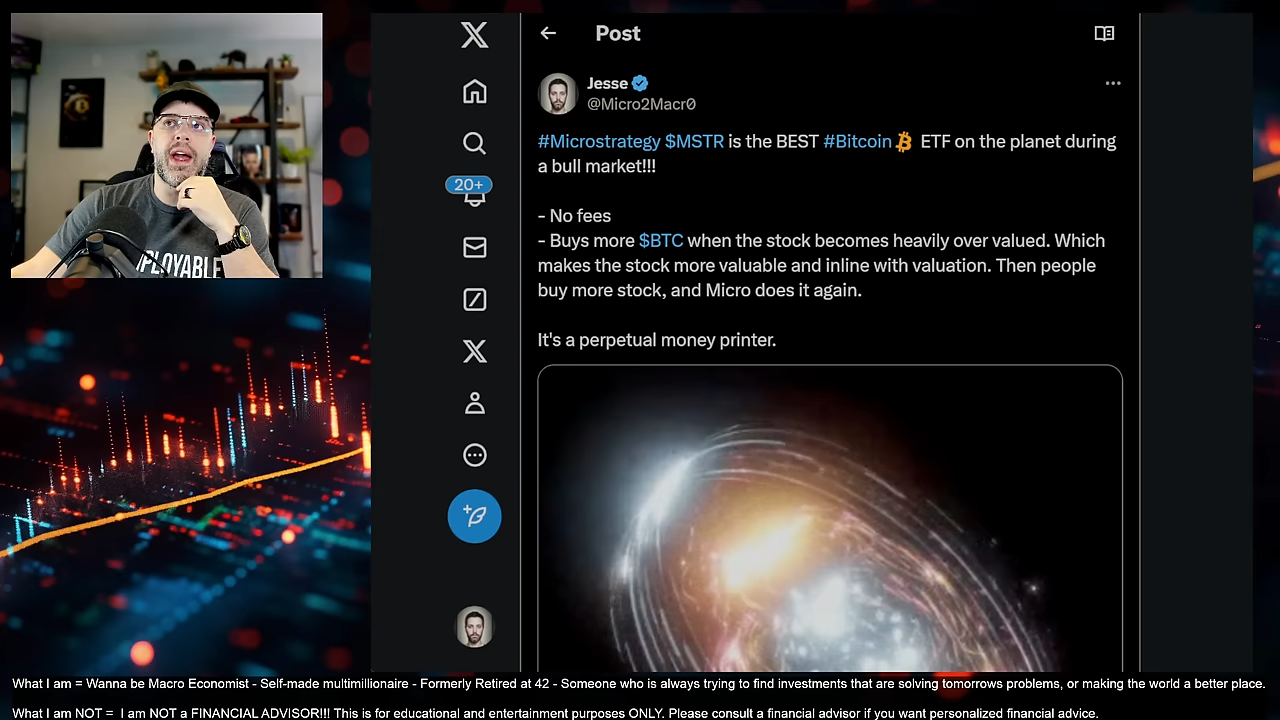 Post
Jesse
@Micro2Macr0
#Microstrategy $MSTR is the BEST #Bitcoin ETF on the planet during
a bull market!!!
- No fees
- Buys more $BTC when the stock becomes heavily over valued. Which
makes the stock more valuable and inline with valuation. Then people
buy more stock, and Micro does it again.
It's a perpetual money printer.
20+
PLOYABLE
What I am = Wanna be Macro Economist - Self-made multimillionaire - Formerly Retired at 42 - Someone who is always trying to find investments that are solving tomorrows problems, or making the world a better place.
What I am NOT = I am NOT a FINANCIAL ADVISOR!!! This is for educational and entertainment purposes ONLY. Please consult a financial advisor if you want personalized financial advice.